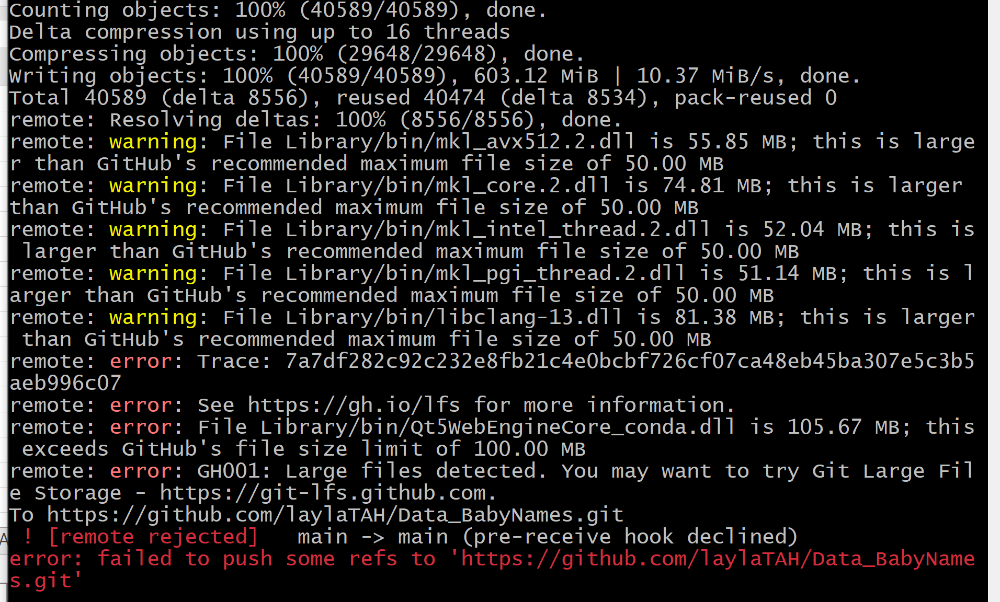 Counting objects: 100% (40589/40589), done.
Delta compression using up to 16 threads
Compressing objects: 100% (29648/29648), done.
Writing objects: 100% (40589/40589), 603.12 MiB | 10.37 MiB/s, done.
Total 40589 (delta 8556), reused 40474 (delta 8534), pack-reused 0
remote: Resolving deltas: 100% (8556/8556), done.
remote: warning: File Library/bin/mkl_avx512.2.dll is 55.85 MB; this is large
r than GitHub's recommended maximum file size of 50.00 MB
remote: warning: File Library/bin/mkl_core.2.dll is 74.81 MB; this is larger
than GitHub's recommended maximum file size of 50.00 MB
remote: warning: File Library/bin/mkl_intel_thread.2.dll is 52.04 MB; this is
 larger than GitHub's recommended maximum file size of 50.00 MB
remote: warning: File Library/bin/mkl_pgi_thread.2.dll is 51.14 MB; this is l
arger than GitHub's recommended maximum file size of 50.00 MB
remote: warning: File Library/bin/libclang-13.dll is 81.38 MB; this is larger
 than GitHub's recommended maximum file size of 50.00 MB
remote: error: Trace: 7a7df282c92c232e8fb21c4e0bcbf726cf07ca48eb45ba307e5c3b5
aeb996c07
remote: error: See https://gh.io/lfs for more information.
remote: error: File Library/bin/Qt5WebEngineCore_conda.dll is 105.67 MB; this
 exceeds GitHub's file size limit of 100.00 MB
remote: error: GH001: Large files detected. You may want to try Git Large Fil
e Storage - https://git-lfs.github.com.
To https://github.com/laylaTAH/Data_BabyNames.git
 ! [remote rejected]   main -> main (pre-receive hook declined)
error: failed to push some refs to 'https://github.com/laylaTAH/Data_BabyName
s.git'